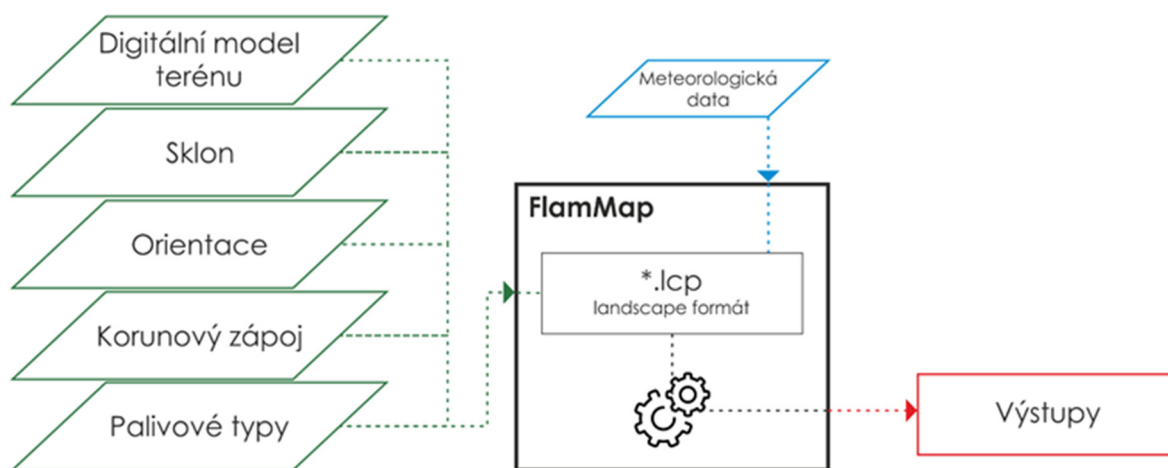 Digitální model
terénu
Sklon
Orientace
Korunový zápoj
Palivové typy
Meteorologická
data
FlamMap
*.lcp
landscape formát
Výstupy